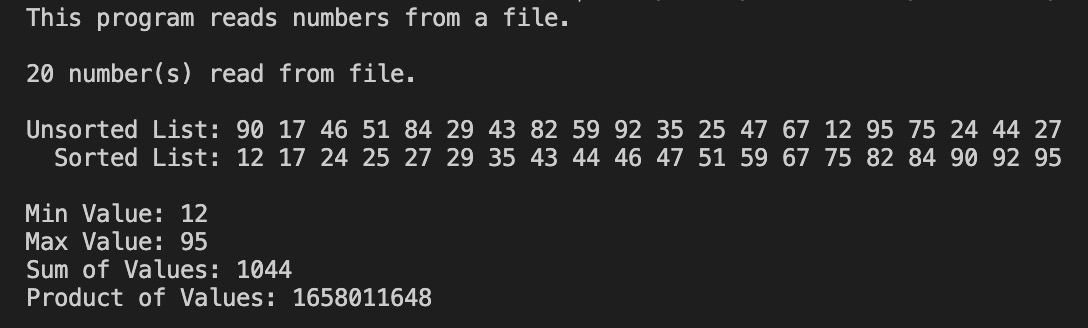 This program reads numbers from a file.
20 number(s) read from file.
Unsorted List: 90 17 46 51 84 29 43 82 59 92 35 25 47 67 12 95 75 24 44 27
Sorted List: 12 17 24 25 27 29 35 43 44 46 47 51 59 67 75 82 84 90 92 95
Min Value: 12
Max Value: 95
Sum of Values: 1044
Product of Values: 1658011648